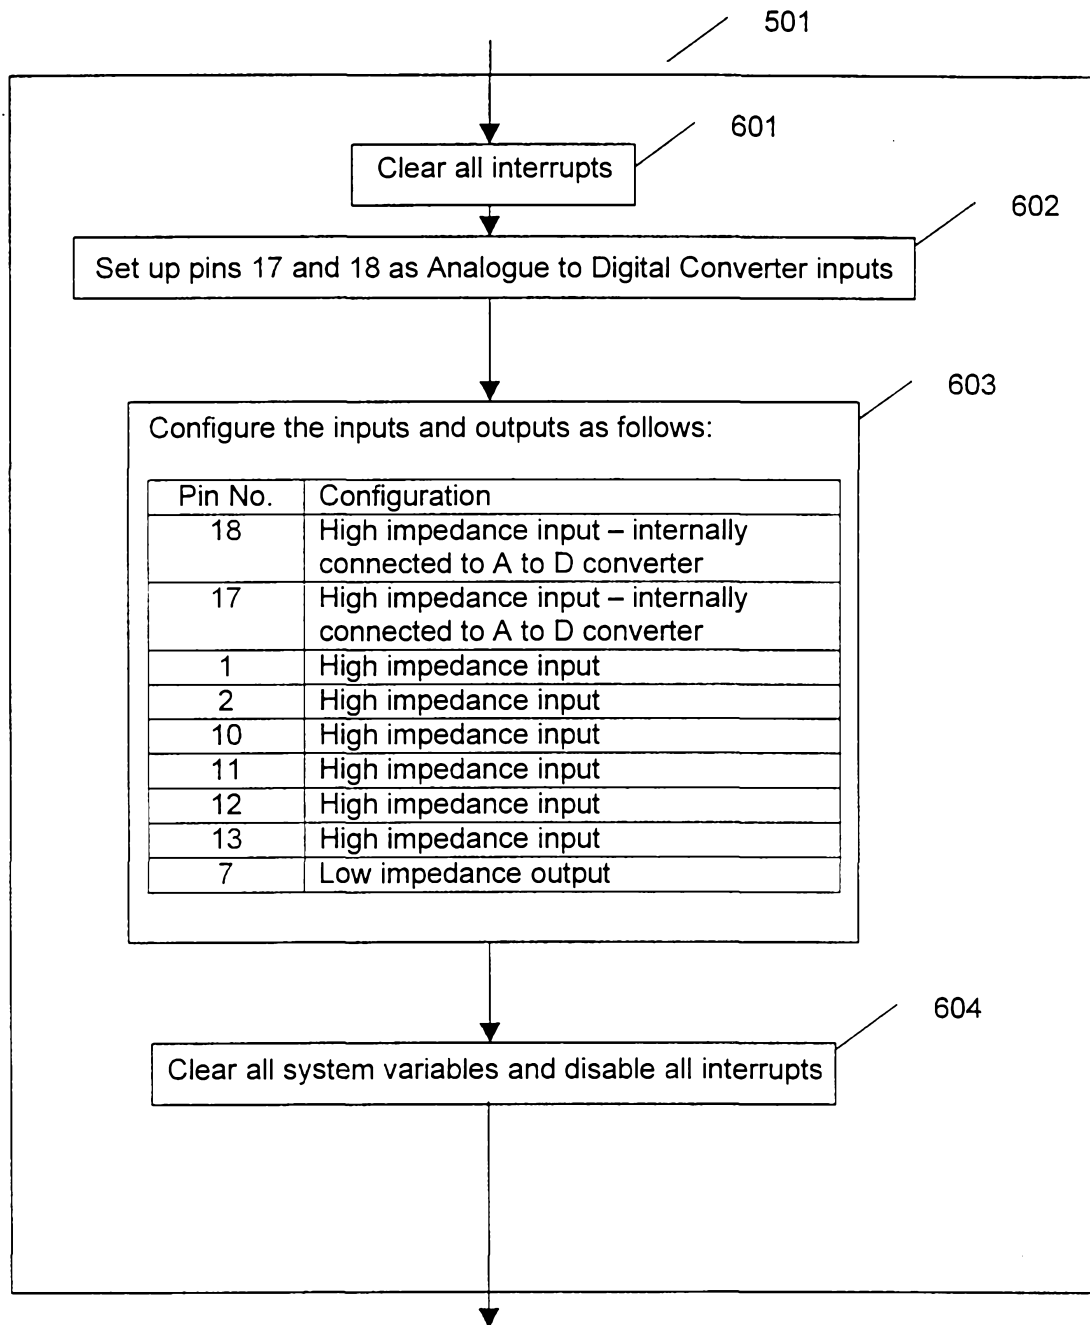 501
601
Clear all interrupts
602
Set up pins 17 and 18 as Analogue to Digital Converter inputs
603
Configure the inputs and outputs as follows:
Pin No. Configuration
18 High impedance input – internally
connected to A to D converter
17 High impedance input – internally
connected to A to D converter
1 High impedance input
2 High impedance input
10 High impedance input
11 High impedance input
12 High impedance input
13 High impedance input
7 Low impedance output
604
Clear all system variables and disable all interrupts